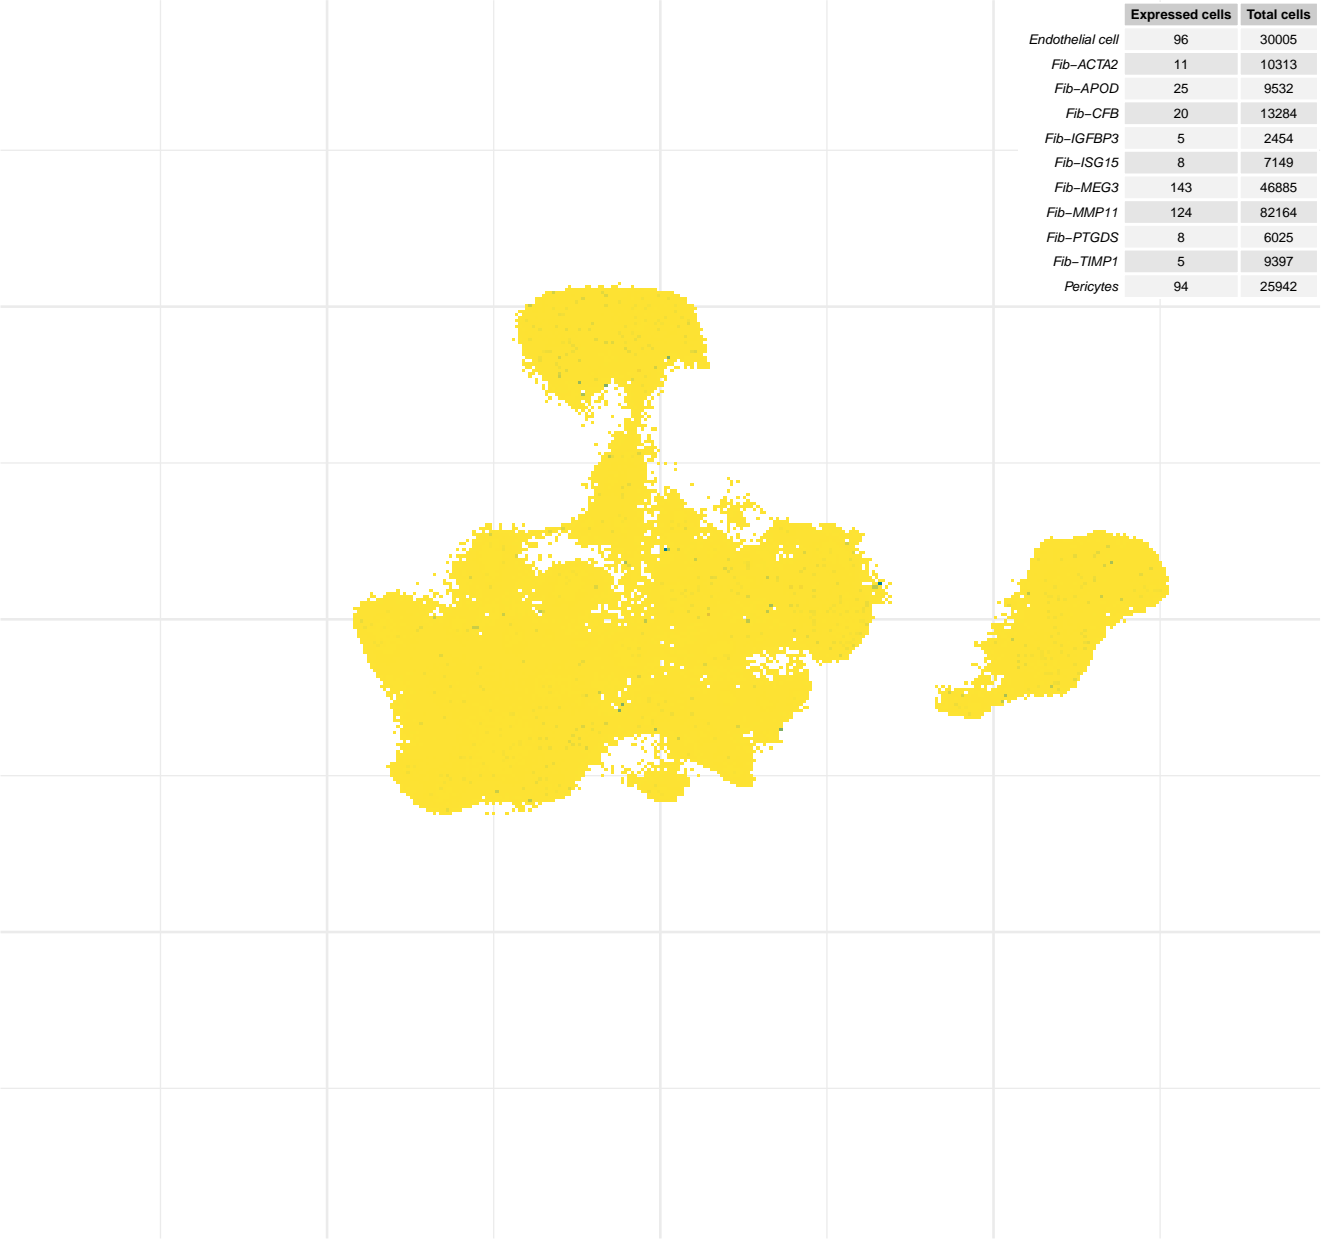 Expressed cells Total cells
Endothelial cell 96 30005
Fib−ACTA2 11 10313
Fib−APOD 25 9532
Fib−CFB 20 13284
Fib−IGFBP3 5 2454
Fib−ISG15 8 7149
Fib−MEG3 143 46885
Fib−MMP11 124 82164
Fib−PTGDS 8 6025
Fib−TIMP1 5 9397
Pericytes 94 25942